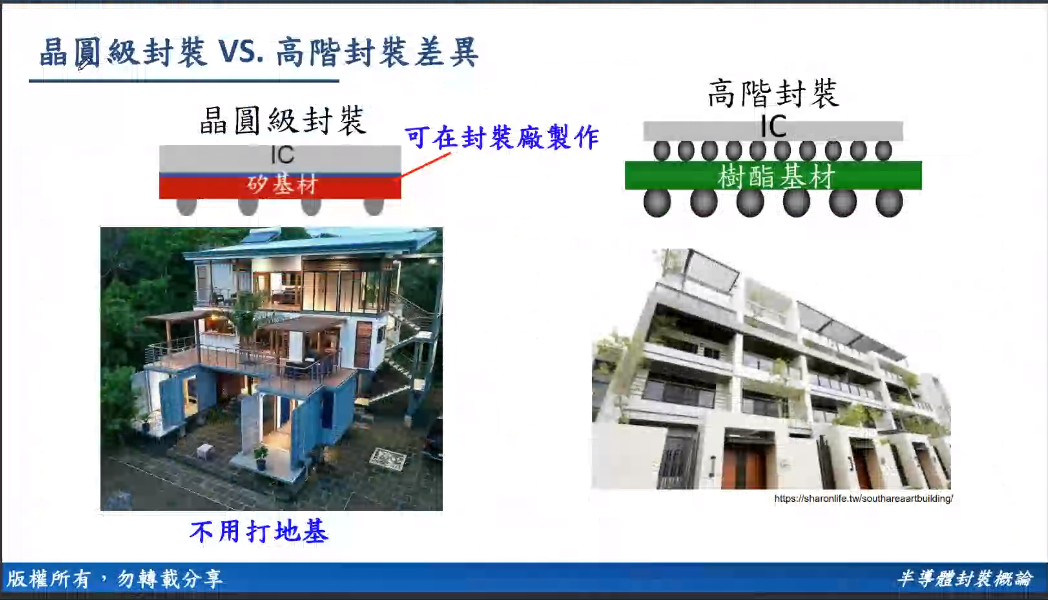 晶圓級封裝 VS. 高階封裝差異
晶圓級封裝
IC
矽基材
可在封裝廠製作
高階封裝
IC
樹酯基材
https://sharonlife.tw/southareaartbuilding/
不用打地基
版權所有，勿轉載分享
半導體封裝概論